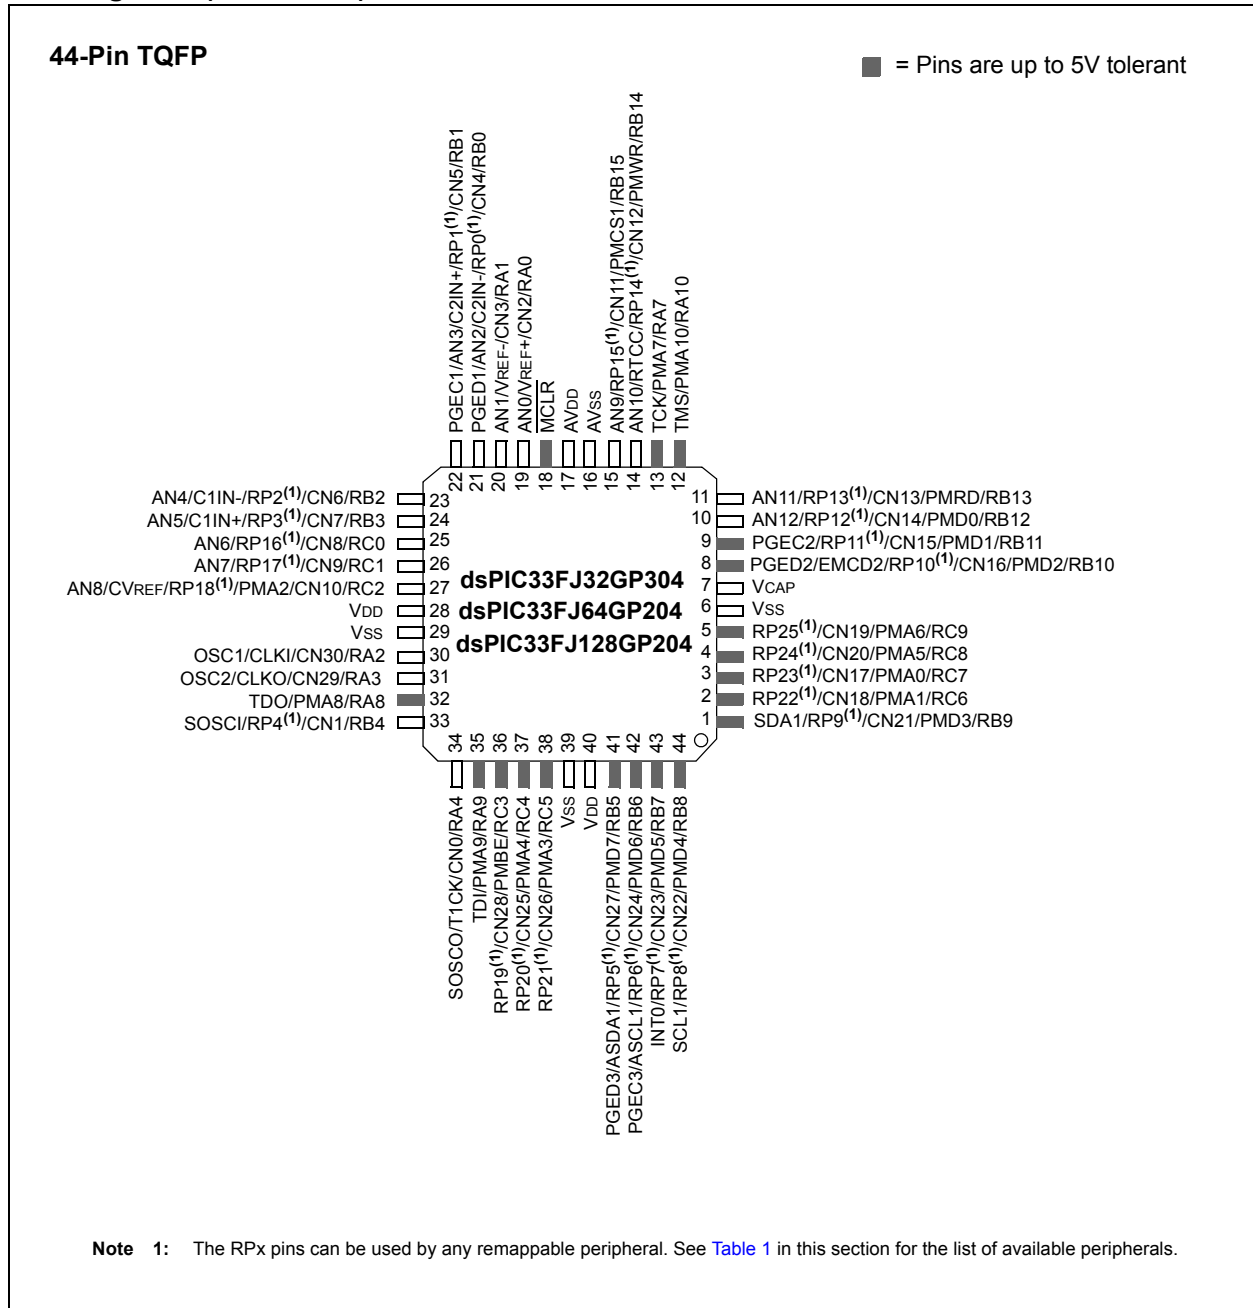 44-Pin TQFP
= Pins are up to 5V tolerant
PGEC1/AN3/C2IN+/RP1(1)/CN5/RB1
PGED1/AN2/C2IN-/RP0(1)/CN4/RB0
AN1/VREF-/CN3/RA1
AN0/VREF+/CN2/RA0
MCLR
AVDD
AVSS
AN9/RP15(1)/CN11/PMCS1/RB15
AN10/RTCC/RP14(1)/CN12/PMWR/RB14
TCK/PMA7/RA7
TMS/PMA10/RA10
22 21 20 19 18 17 16 15 14 13 12
AN4/C1IN-/RP2(1)/CN6/RB2 23
AN5/C1IN+/RP3(1)/CN7/RB3 24
AN6/RP16(1)/CN8/RC0 25
AN7/RP17(1)/CN9/RC1 26
AN8/CVREF/RP18(1)/PMA2/CN10/RC2 27
VDD 28
VSS 29
OSC1/CLKI/CN30/RA2 30
OSC2/CLKO/CN29/RA3 31
TDO/PMA8/RA8 32
SOSCI/RP4(1)/CN1/RB4 33
dsPIC33FJ32GP304
dsPIC33FJ64GP204
dsPIC33FJ128GP204
11 AN11/RP13(1)/CN13/PMRD/RB13
10 AN12/RP12(1)/CN14/PMD0/RB12
9 PGEC2/RP11(1)/CN15/PMD1/RB11
8 PGED2/EMCD2/RP10(1)/CN16/PMD2/RB10
7 VCAP
6 VSS
5 RP25(1)/CN19/PMA6/RC9
4 RP24(1)/CN20/PMA5/RC8
3 RP23(1)/CN17/PMA0/RC7
2 RP22(1)/CN18/PMA1/RC6
1 SDA1/RP9(1)/CN21/PMD3/RB9
34 35 36 37 38 39 40 41 42 43 44
SOSCO/T1CK/CN0/RA4
TDI/PMA9/RA9
RP19(1)/CN28/PMBE/RC3
RP20(1)/CN25/PMA4/RC4
RP21(1)/CN26/PMA3/RC5
VSS
VDD
PGED3/ASDA1/RP5(1)/CN27/PMD7/RB5
PGEC3/ASCL1/RP6(1)/CN24/PMD6/RB6
INT0/RP7(1)/CN23/PMD5/RB7
SCL1/RP8(1)/CN22/PMD4/RB8
Note 1: The RPx pins can be used by any remappable peripheral. See Table 1 in this section for the list of available peripherals.